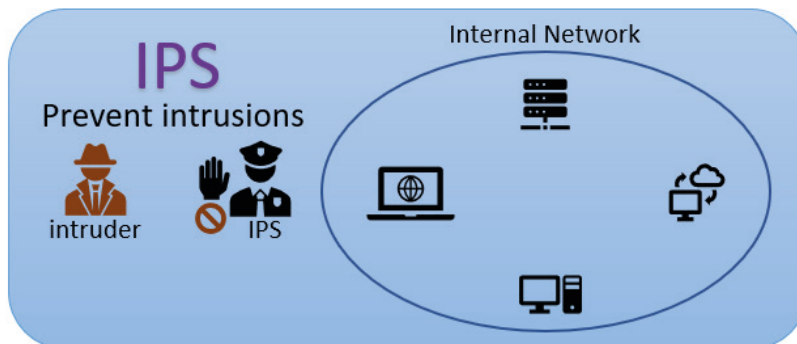 IPS
Prevent intrusions
intruder
IPS
Internal Network